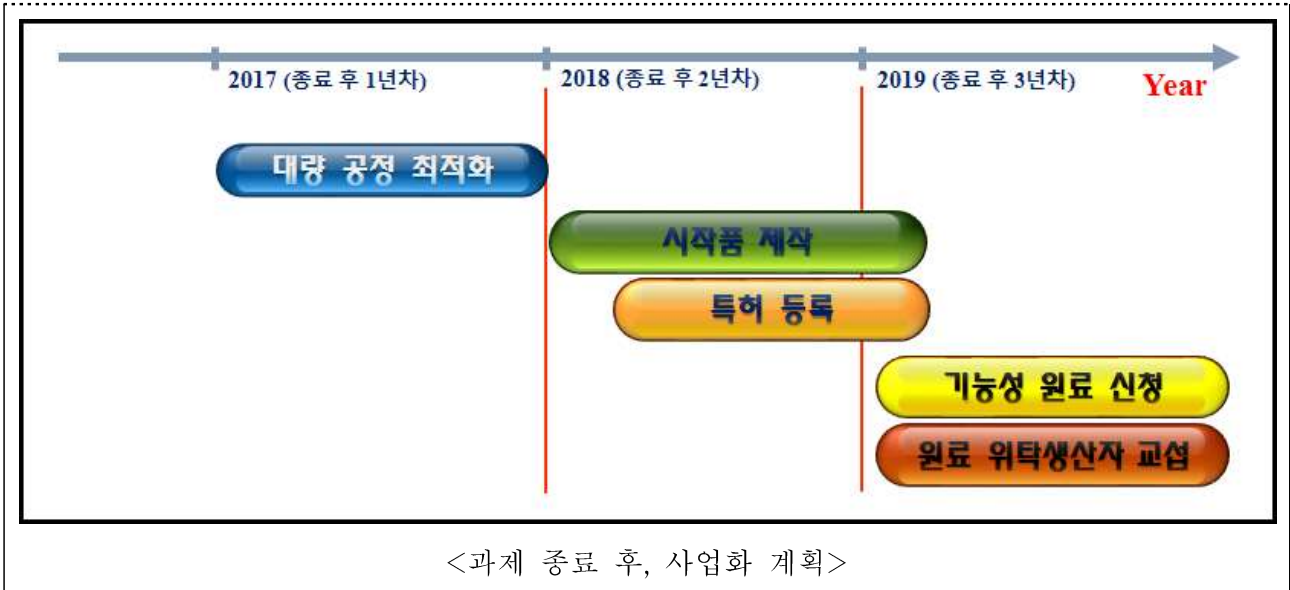 2017 (종료 후 1년차)
2018 (종료 후 2년차)
2019 (종료 후 3년차)
Year
대량 공정 최적화
시작품 제작
특허 등록
기능성 원료 신청
원료 위탁생산자 교섭
<과제 종료 후, 사업화 계획>